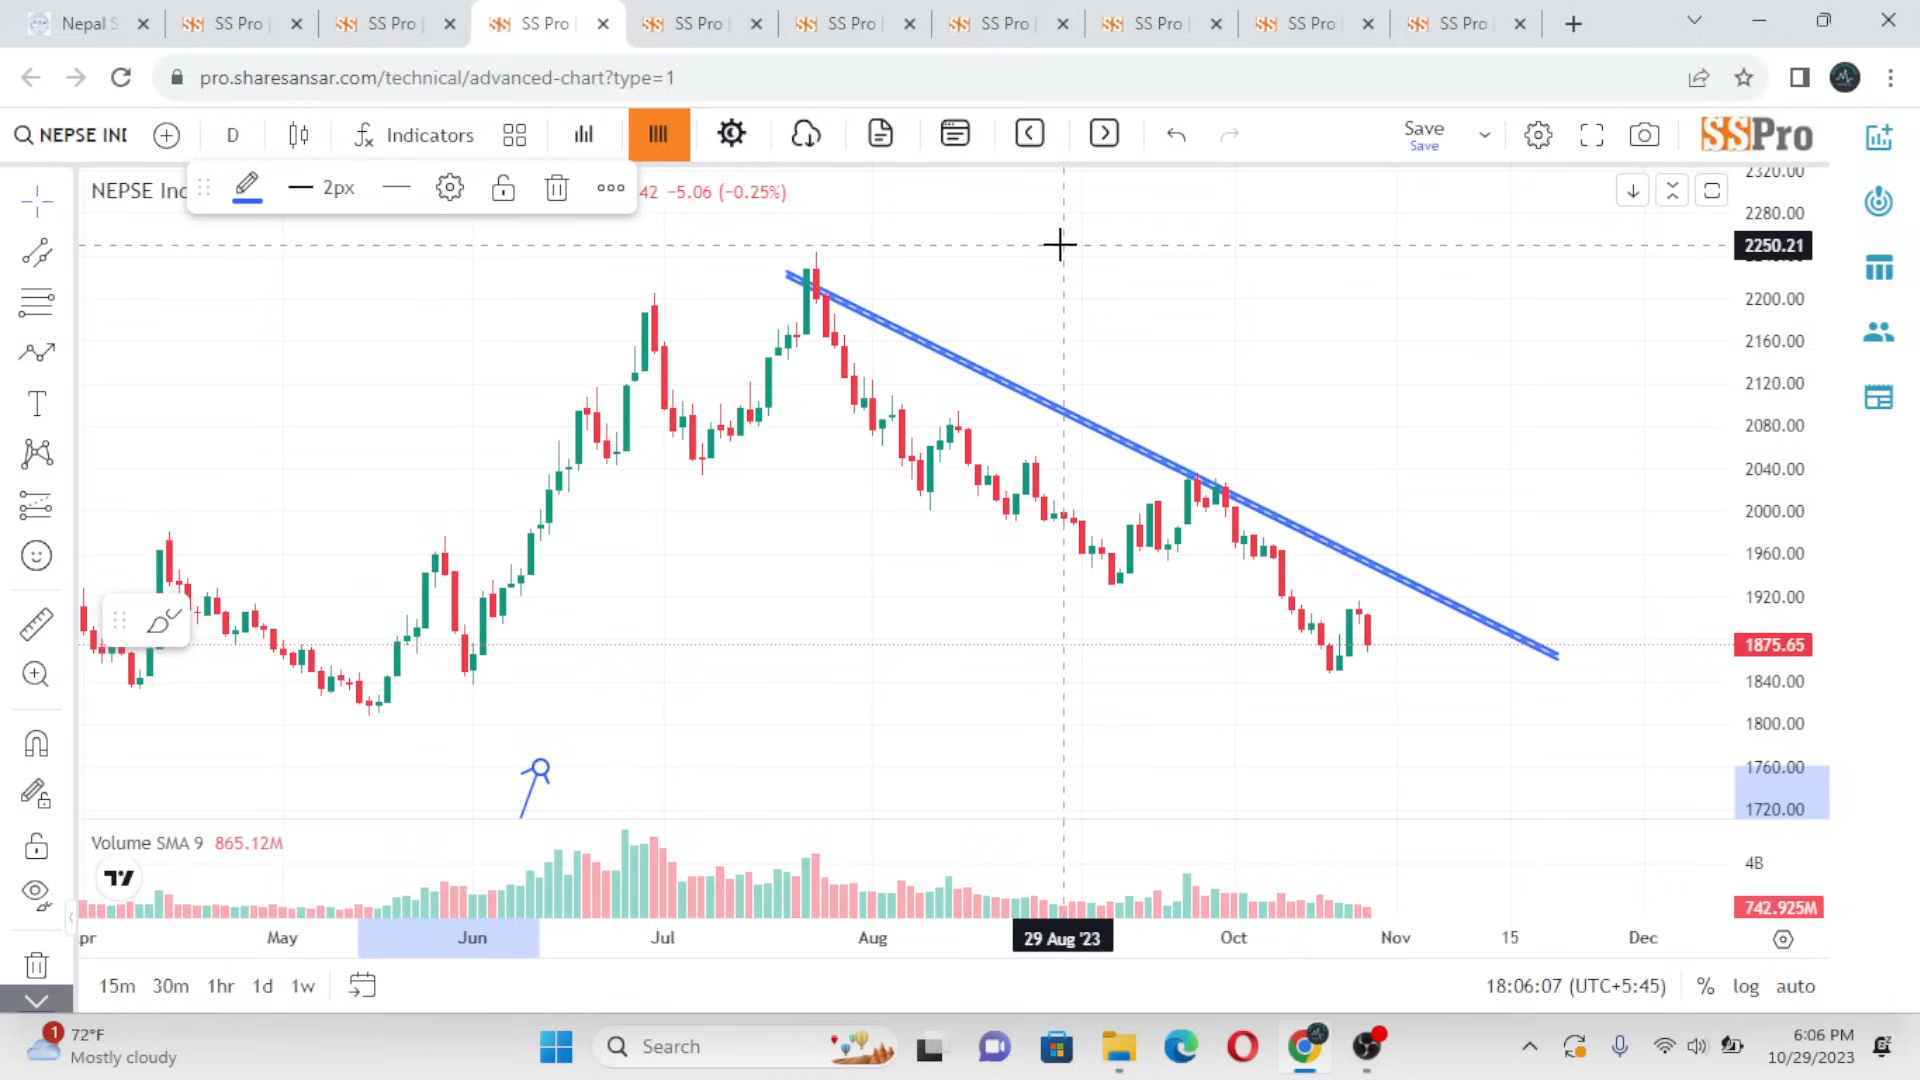 Nepal S
SS Pro
SS Pro
SS Pro
SS Pro
SS Pro
SS Pro
SS Pro
SS Pro
SS Pro
pro.sharesansar.com/technical/advanced-chart?type=1
NEPSE INI
D
Indicators
Save
Save
SSPro
2px
NEPSE Ind
42 −5.06 (−0.25%)
2320.00
2280.00
2250.21
2200.00
2160.00
2120.00
2080.00
2040.00
2000.00
1960.00
1920.00
1875.65
1840.00
1800.00
1760.00
1720.00
Volume SMA 9 865.12M
4B
742.925M
pr
May
Jun
Jul
Aug
29 Aug '23
Oct
Nov
15
Dec
15m 30m 1hr 1d 1w
18:06:07 (UTC+5:45)
% log auto
1
72°F
Mostly cloudy
Search
6:06 PM
10/29/2023